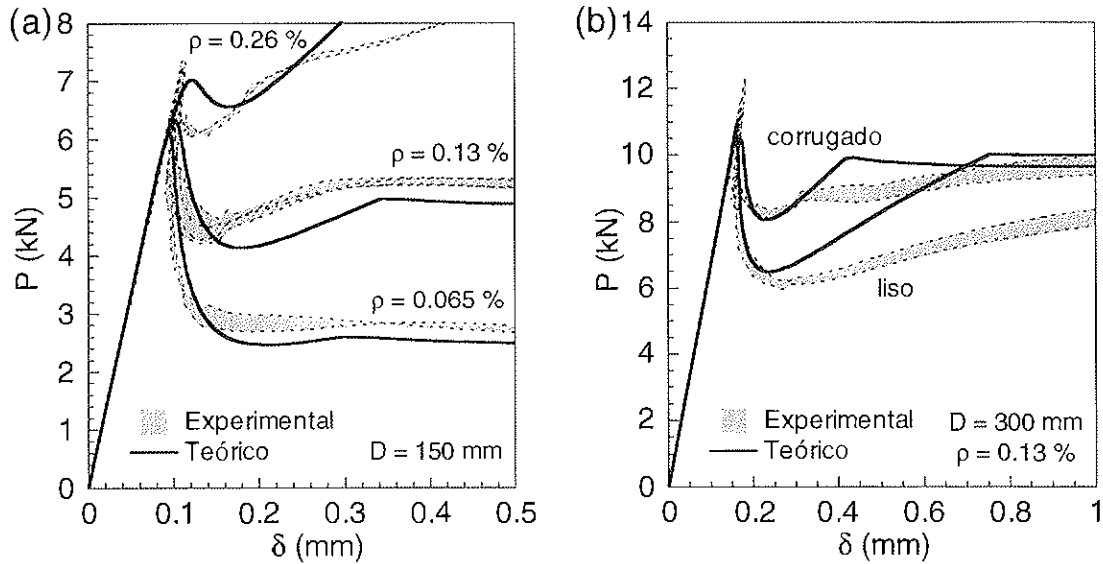 (a)
8
7
6
5
4
3
2
1
0
P (kN)
ρ = 0.26 %
ρ = 0.13 %
ρ = 0.065 %
Experimental
Teórico
D = 150 mm
0 0.1 0.2 0.3 0.4 0.5
δ (mm)
(b)
14
12
10
8
6
4
2
0
P (kN)
corrugado
liso
Experimental
Teórico
D = 300 mm
ρ = 0.13 %
0 0.2 0.4 0.6 0.8 1
δ (mm)